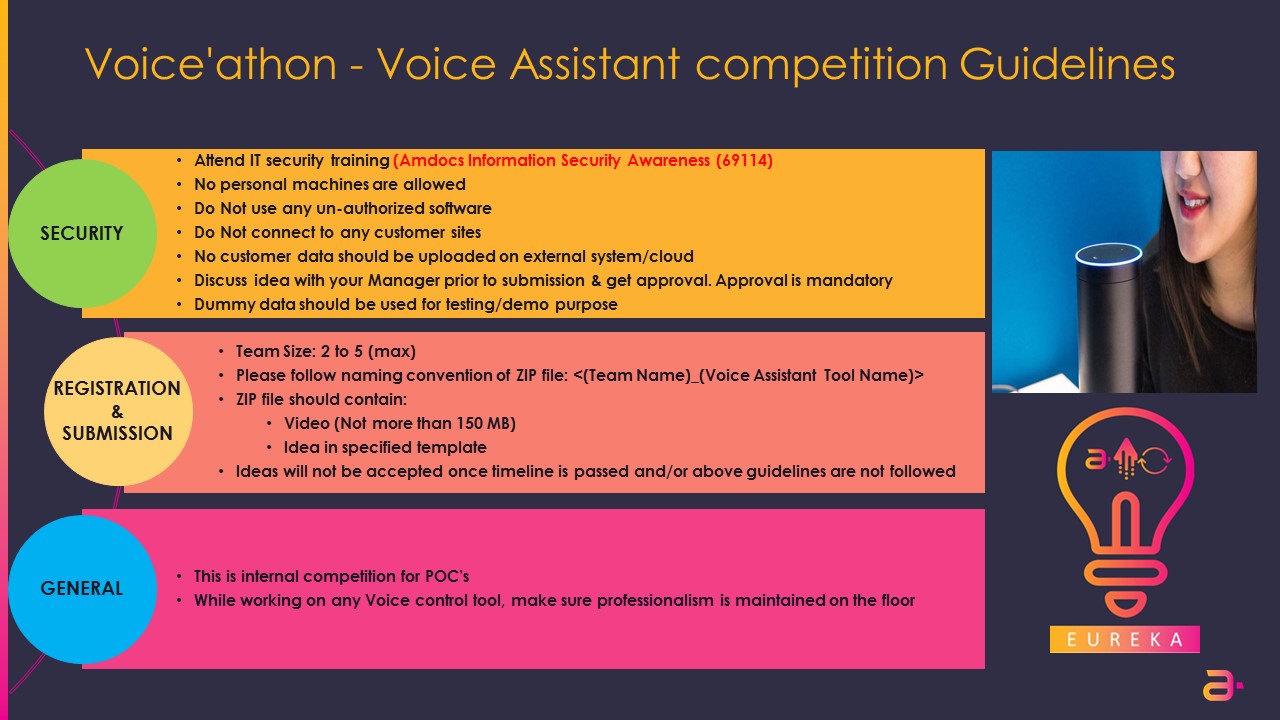 Voice'athon - Voice Assistant competition Guidelines
SECURITY
• Attend IT security training (Amdocs Information Security Awareness (69114)
• No personal machines are allowed
• Do Not use any un-authorized software
• Do Not connect to any customer sites
• No customer data should be uploaded on external system/cloud
• Discuss idea with your Manager prior to submission & get approval. Approval is mandatory
• Dummy data should be used for testing/demo purpose
REGISTRATION
&
SUBMISSION
• Team Size: 2 to 5 (max)
• Please follow naming convention of ZIP file: <(Team Name)_(Voice Assistant Tool Name)>
• ZIP file should contain:
• Video (Not more than 150 MB)
• Idea in specified template
• Ideas will not be accepted once timeline is passed and/or above guidelines are not followed
GENERAL
• This is internal competition for POC's
• While working on any Voice control tool, make sure professionalism is maintained on the floor
a
EUREKA
a